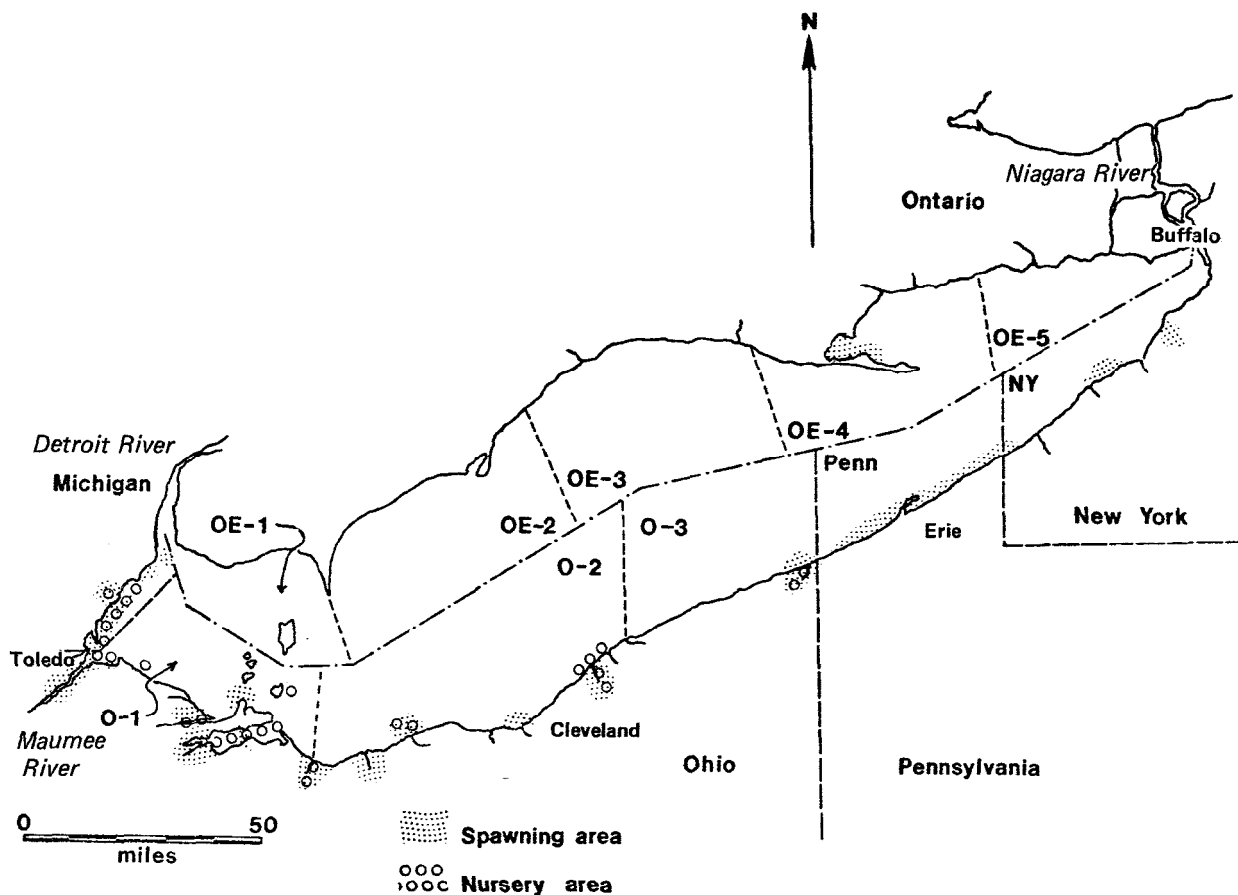 N
Niagara River
Ontario
Buffalo
OE-5
NY
Detroit River
Michigan
OE-4
Penn
OE-3
OE-1
OE-2
O-3
Erie
New York
O-2
Toledo
O-1
Cleveland
Maumee
River
Ohio
Pennsylvania
0 50
miles
Spawning area
Nursery area